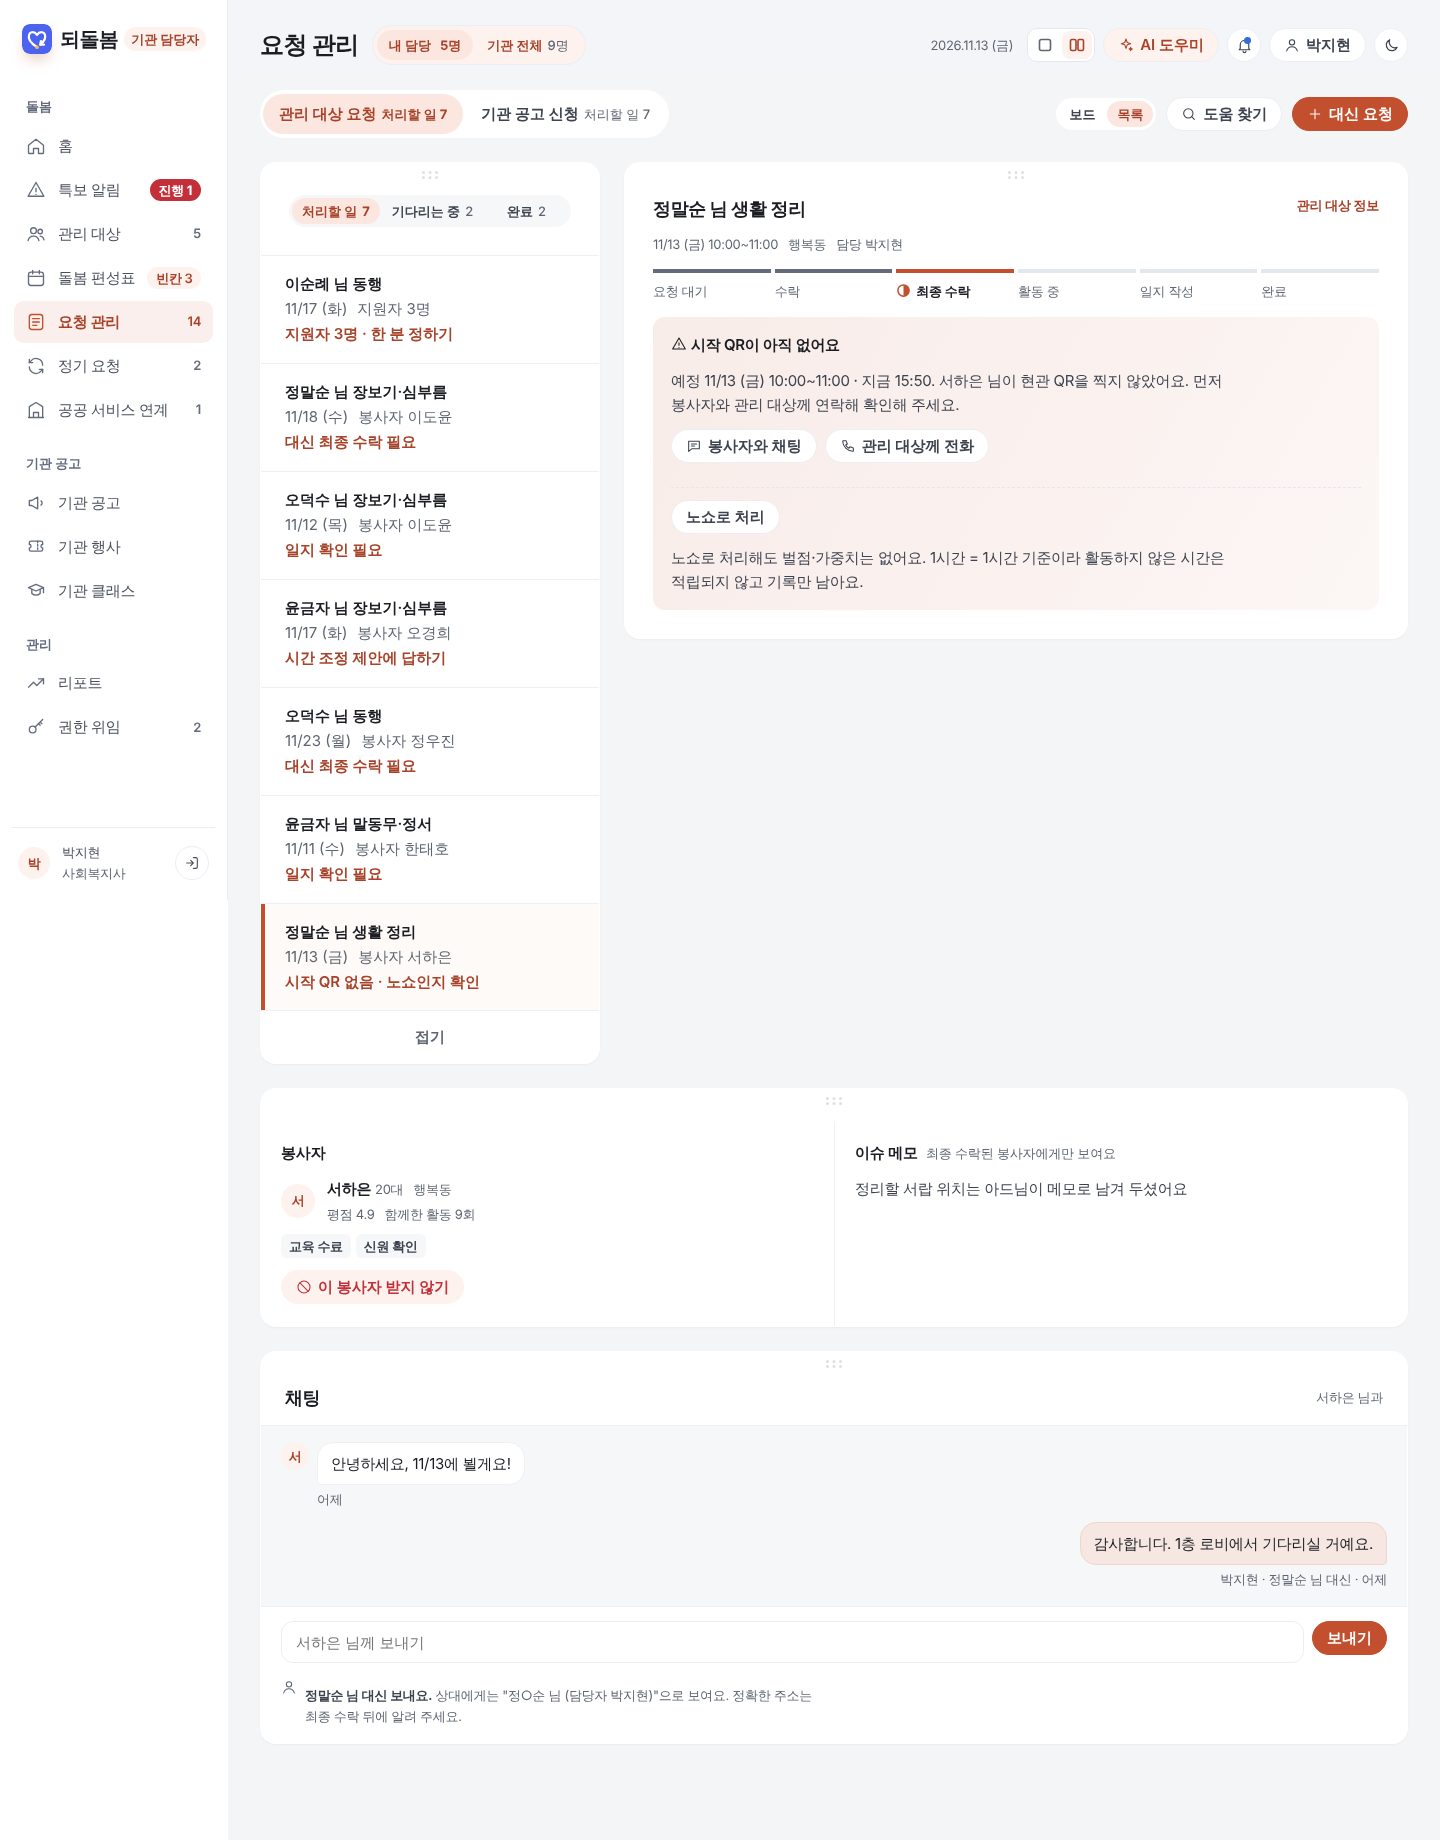 되돌봄 기관 담당자
돌봄
홈
특보 알림 진행 1
관리 대상 5
돌봄 편성표 빈칸 3
요청 관리 14
정기 요청 2
공공 서비스 연계 1
기관 공고
기관 공고
기관 행사
기관 클래스
관리
리포트
권한 위임 2
박 박지현
사회복지사
요청 관리 내 담당 5명 기관 전체 9명
2026.11.13 (금) AI 도우미 박지현
관리 대상 요청 처리할 일 7 기관 공고 신청 처리할 일 7
보드 목록 도움 찾기 + 대신 요청
처리할 일 7 기다리는 중 2 완료 2
이순례 님 동행
11/17 (화) 지원자 3명
지원자 3명 · 한 분 정하기
정말순 님 장보기·심부름
11/18 (수) 봉사자 이도윤
대신 최종 수락 필요
오덕수 님 장보기·심부름
11/12 (목) 봉사자 이도윤
일지 확인 필요
윤금자 님 장보기·심부름
11/17 (화) 봉사자 오경희
시간 조정 제안에 답하기
오덕수 님 동행
11/23 (월) 봉사자 정우진
대신 최종 수락 필요
윤금자 님 말동무·정서
11/11 (수) 봉사자 한태호
일지 확인 필요
정말순 님 생활 정리
11/13 (금) 봉사자 서하은
시작 QR 없음 · 노쇼인지 확인
접기
정말순 님 생활 정리 관리 대상 정보
11/13 (금) 10:00~11:00 행복동 담당 박지현
요청 대기 수락 최종 수락 활동 중 일지 작성 완료
시작 QR이 아직 없어요
예정 11/13 (금) 10:00~11:00 · 지금 15:50. 서하은 님이 현관 QR을 찍지 않았어요. 먼저
봉사자와 관리 대상께 연락해 확인해 주세요.
봉사자와 채팅 관리 대상께 전화
노쇼로 처리
노쇼로 처리해도 벌점·가중치는 없어요. 1시간 = 1시간 기준이라 활동하지 않은 시간은
적립되지 않고 기록만 남아요.
봉사자
서 서하은 20대 행복동
평점 4.9 함께한 활동 9회
교육 수료 신원 확인
이 봉사자 받지 않기
이슈 메모 최종 수락된 봉사자에게만 보여요
정리할 서랍 위치는 아드님이 메모로 남겨 두셨어요
채팅 서하은 님과
서 안녕하세요, 11/13에 뵐게요!
어제
감사합니다. 1층 로비에서 기다리실 거예요.
박지현 · 정말순 님 대신 · 어제
서하은 님께 보내기 보내기
정말순 님 대신 보내요. 상대에게는 "정○순 님 (담당자 박지현)"으로 보여요. 정확한 주소는
최종 수락 뒤에 알려 주세요.